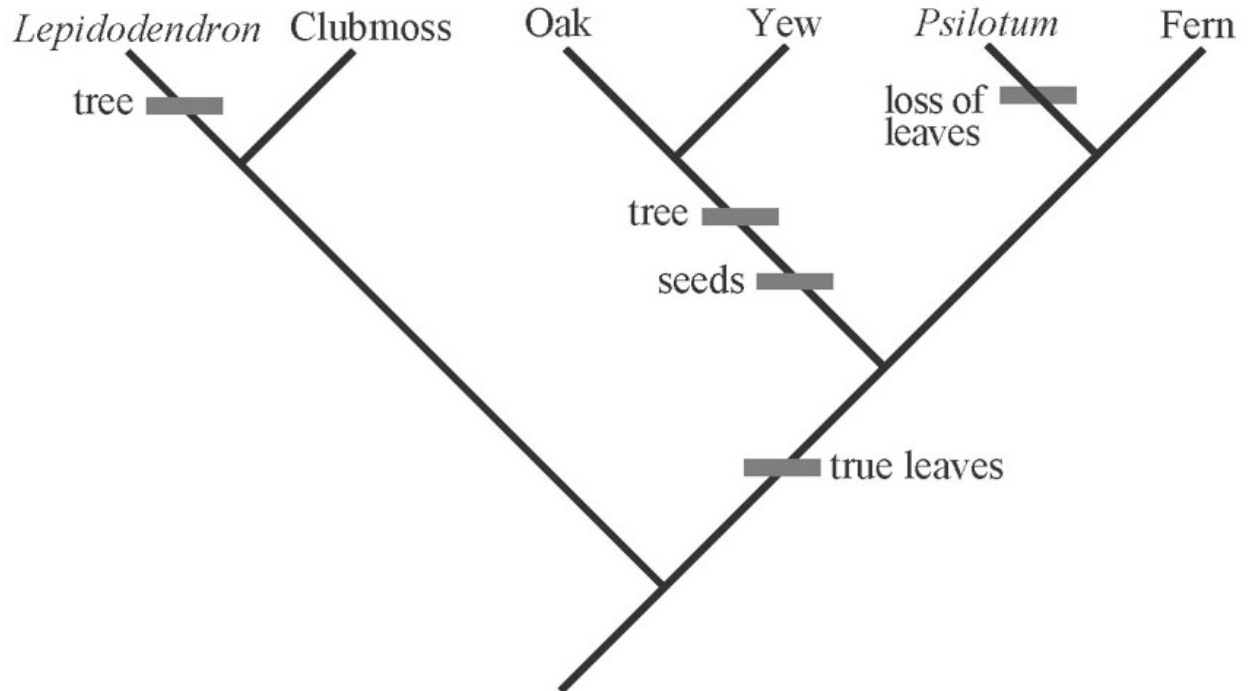 Lepidodendron Clubmoss Oak Yew Psilotum Fern
tree
loss of
leaves
tree
seeds
true leaves